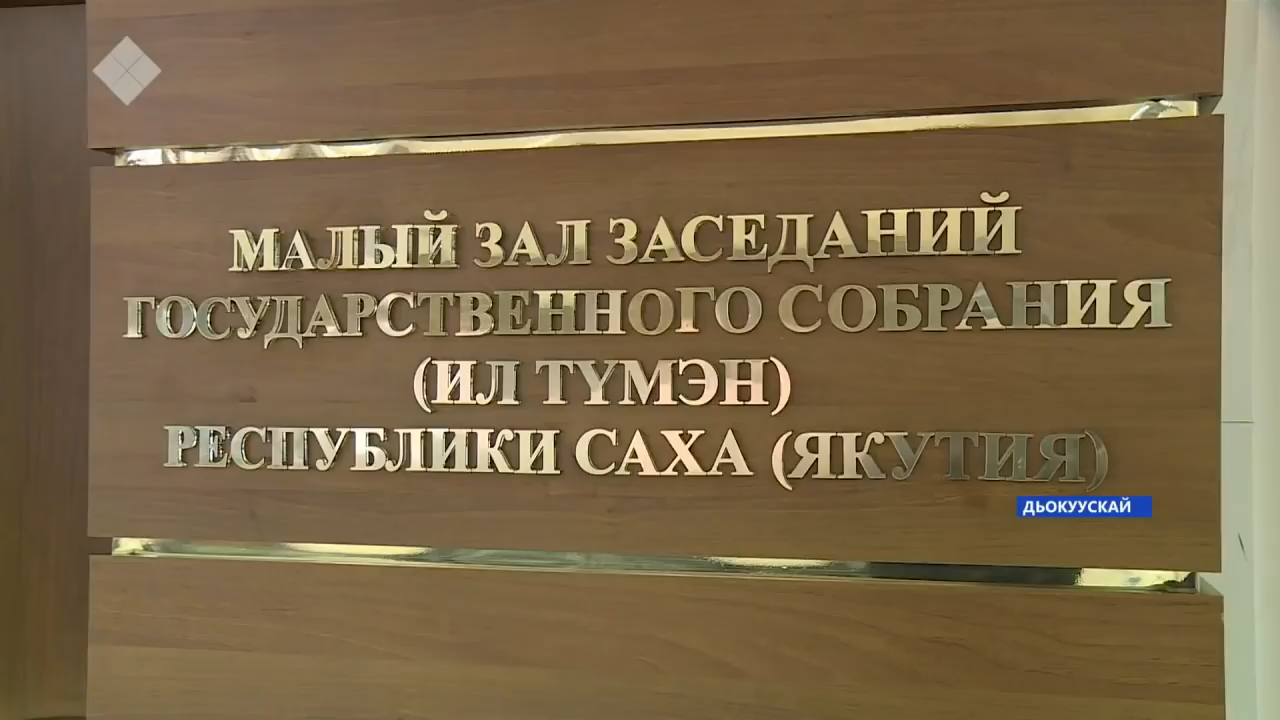 МАЛЫЙ ЗАЛ ЗАСЕДАНИЙ
ГОСУДАРСТВЕННОГО СОБРАНИЯ
(ИЛ ТҮМЭН)
РЕСПУБЛИКИ САХА (ЯКУТИЯ)
ДЬОКУУСКАЙ